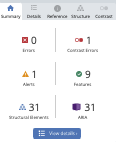 Summary Details Reference Structure Contrast
0 1
Errors Contrast Errors
1 9
Alerts Features
31 31
Structural Elements ARIA
View details ›